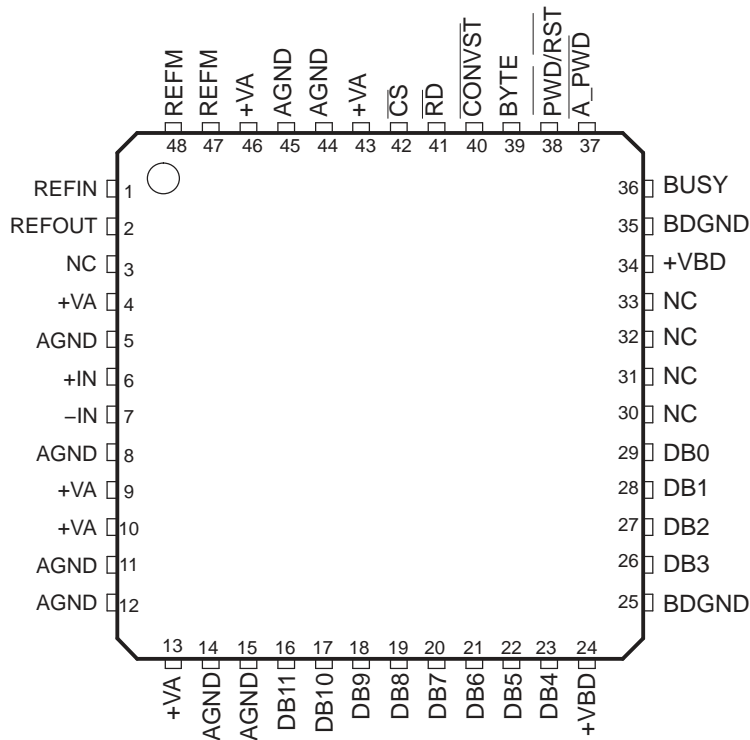 REFM
REFM
+VA
AGND
AGND
+VA
CS
RD
CONVST
BYTE
PWD/RST
A_PWD
48 47 46 45 44 43 42 41 40 39 38 37
REFIN 1
REFOUT 2
NC 3
+VA 4
AGND 5
+IN 6
−IN 7
AGND 8
+VA 9
+VA 10
AGND 11
AGND 12
36 BUSY
35 BDGND
34 +VBD
33 NC
32 NC
31 NC
30 NC
29 DB0
28 DB1
27 DB2
26 DB3
25 BDGND
13 14 15 16 17 18 19 20 21 22 23 24
+VA
AGND
AGND
DB11
DB10
DB9
DB8
DB7
DB6
DB5
DB4
+VBD